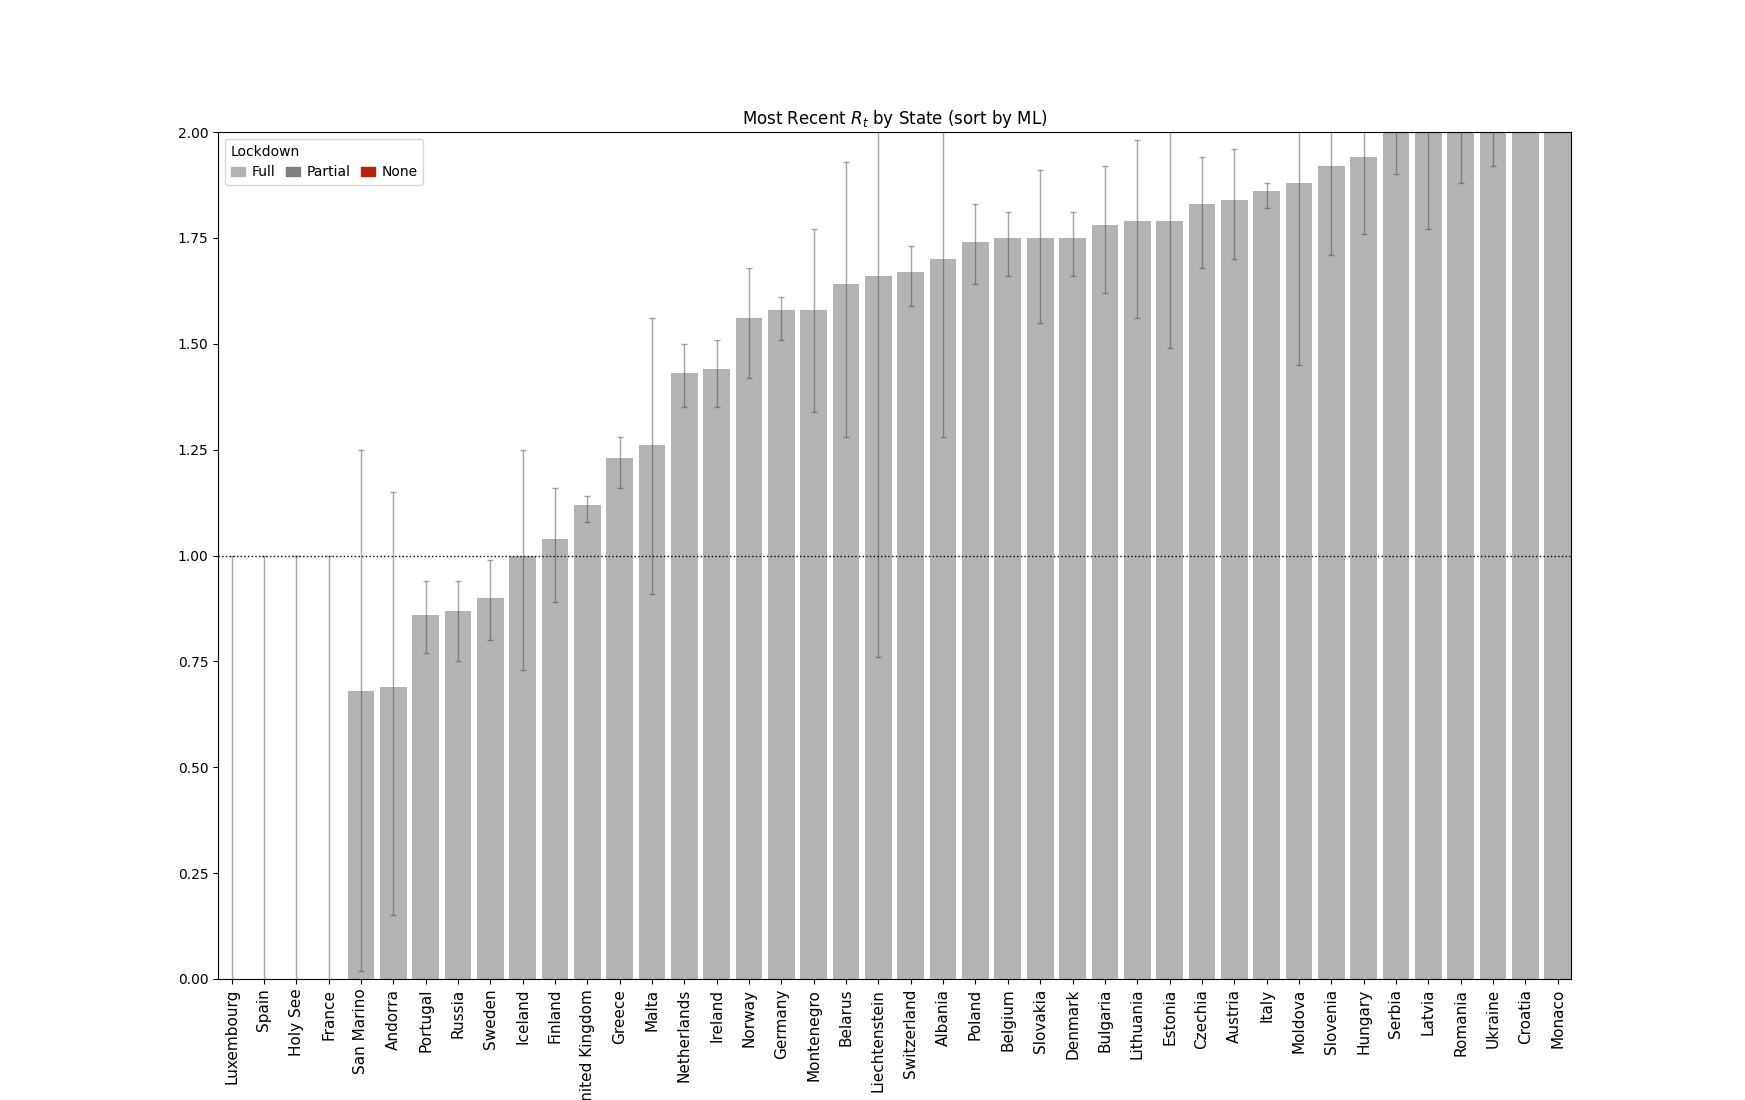 Most Recent R_t by State (sort by ML)
2.00
Lockdown
Full Partial None
1.75
1.50
1.25
1.00
0.75
0.50
0.25
0.00
Luxembourg
Spain
Holy See
France
San Marino
Andorra
Portugal
Russia
Sweden
Iceland
Finland
nited Kingdom
Greece
Malta
Netherlands
Ireland
Norway
Germany
Montenegro
Belarus
Liechtenstein
Switzerland
Albania
Poland
Belgium
Slovakia
Denmark
Bulgaria
Lithuania
Estonia
Czechia
Austria
Italy
Moldova
Slovenia
Hungary
Serbia
Latvia
Romania
Ukraine
Croatia
Monaco